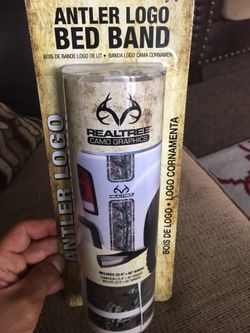 ANTLER LOGO
BED BAND
BOIS DE BANDE LOGO DE LIT • BANDA LOGO CAMA CORNAMENTA
REALTREE
CAMO GRAPHICS
REALTREE
ANTLER LOGO
BOIS DE LOGO • LOGO CORNAMENTA